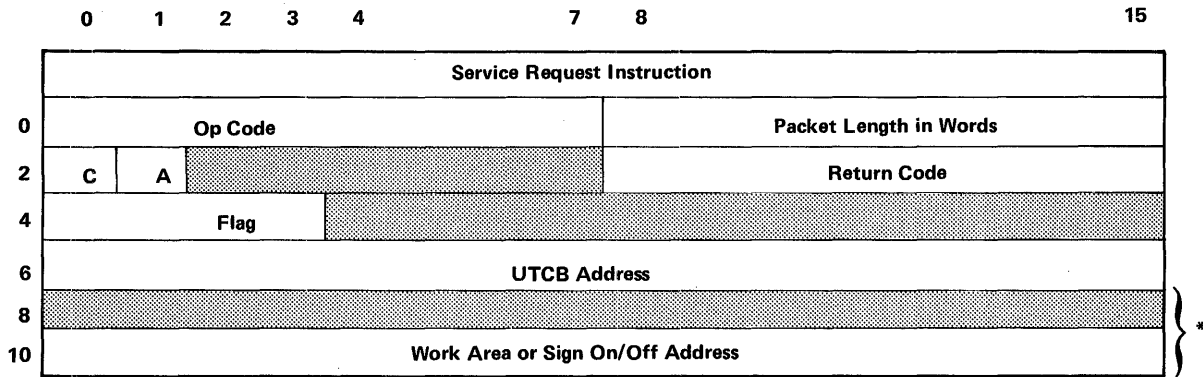 0 1 2 3 4 7 8 15
Service Request Instruction
0 Op Code Packet Length in Words
2 C A Return Code
4 Flag
6 UTCB Address
8 *
10 Work Area or Sign On/Off Address